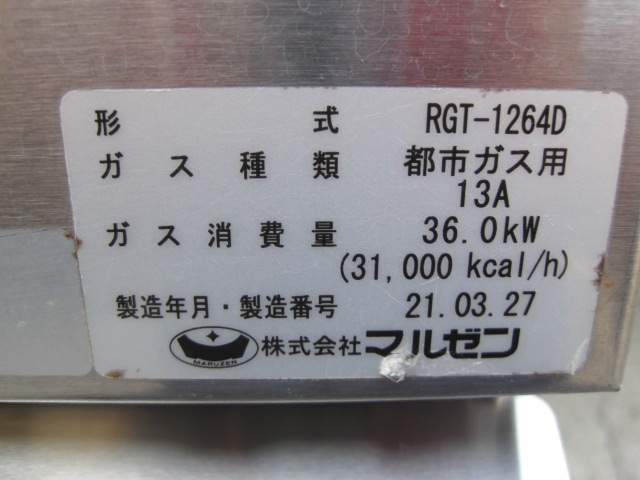 形式 RGT-1264D
ガス種類 都市ガス用
13A
ガス消費量 36.0kW
(31,000 kcal/h)
製造年月・製造番号 21.03.27
MARUZEN 株式会社マルゼン